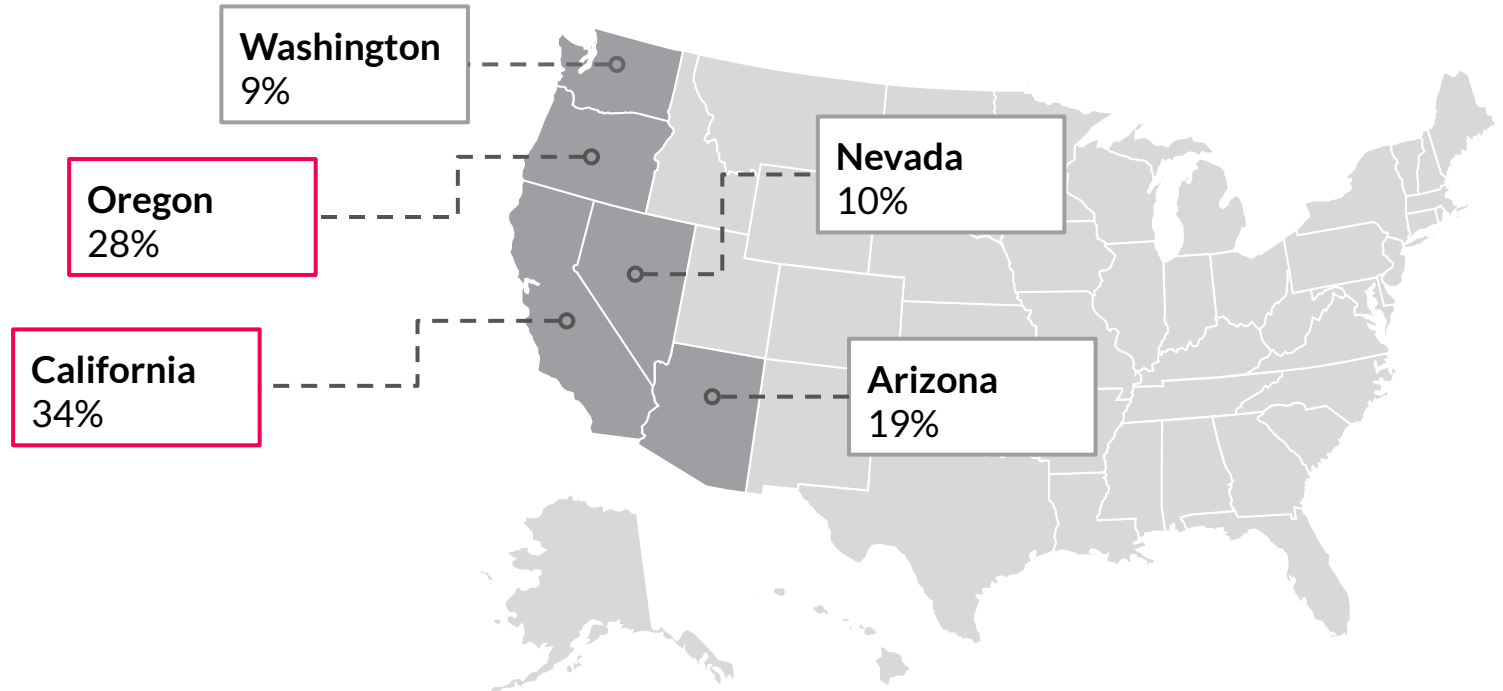 Washington
9%
Oregon
28%
California
34%
Nevada
10%
Arizona
19%